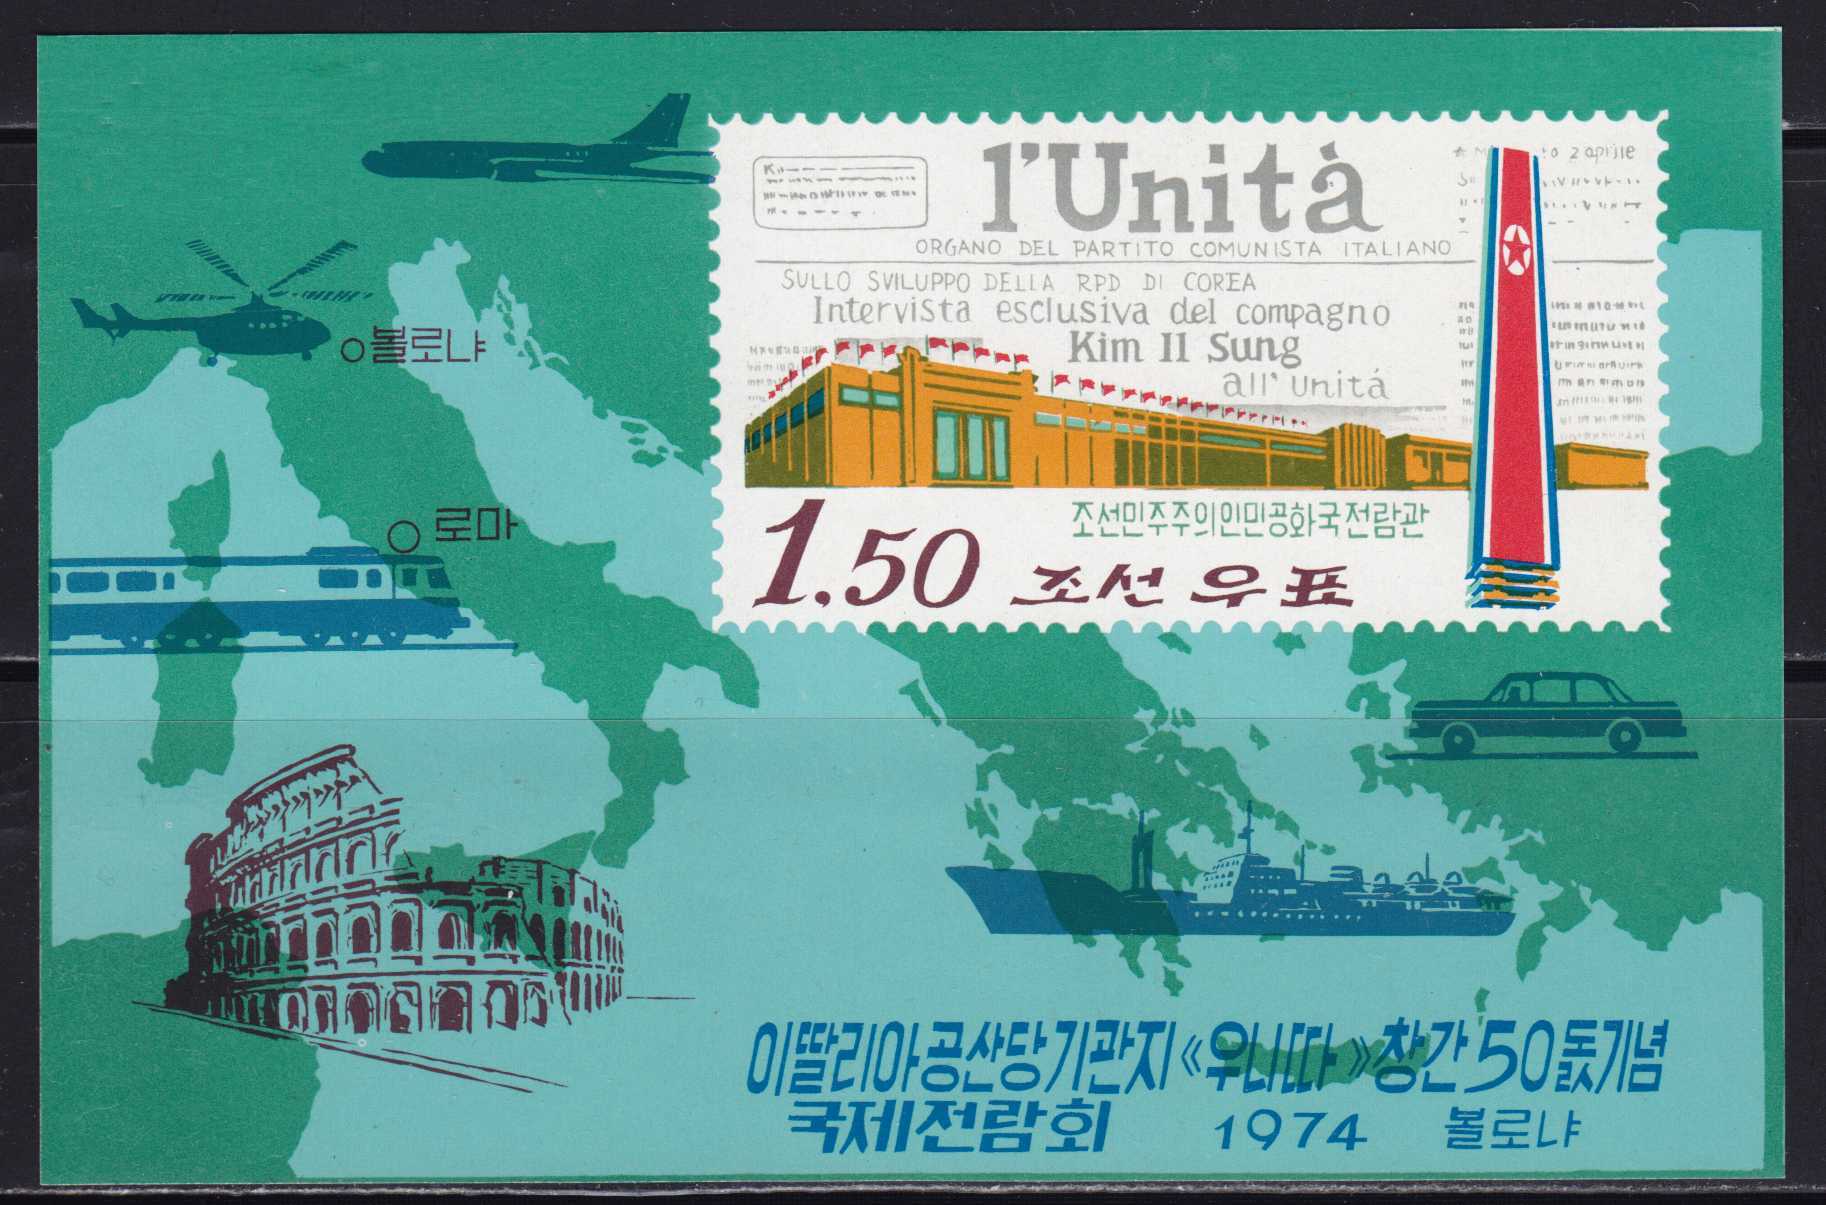 l'Unità
2 aprile
ORGANO DEL PARTITO COMUNISTA ITALIANO
SULLO SVILUPPO DELLA RPD DI COREA
Intervista esclusiva del compagno
Kim Il Sung
all' unitá
조선민주주의인민공화국전람관
1.50 조선우표
볼로냐
로마
이딸리아공산당기관지《우니따》창간50돐기념
국제전람회 1974 볼로냐